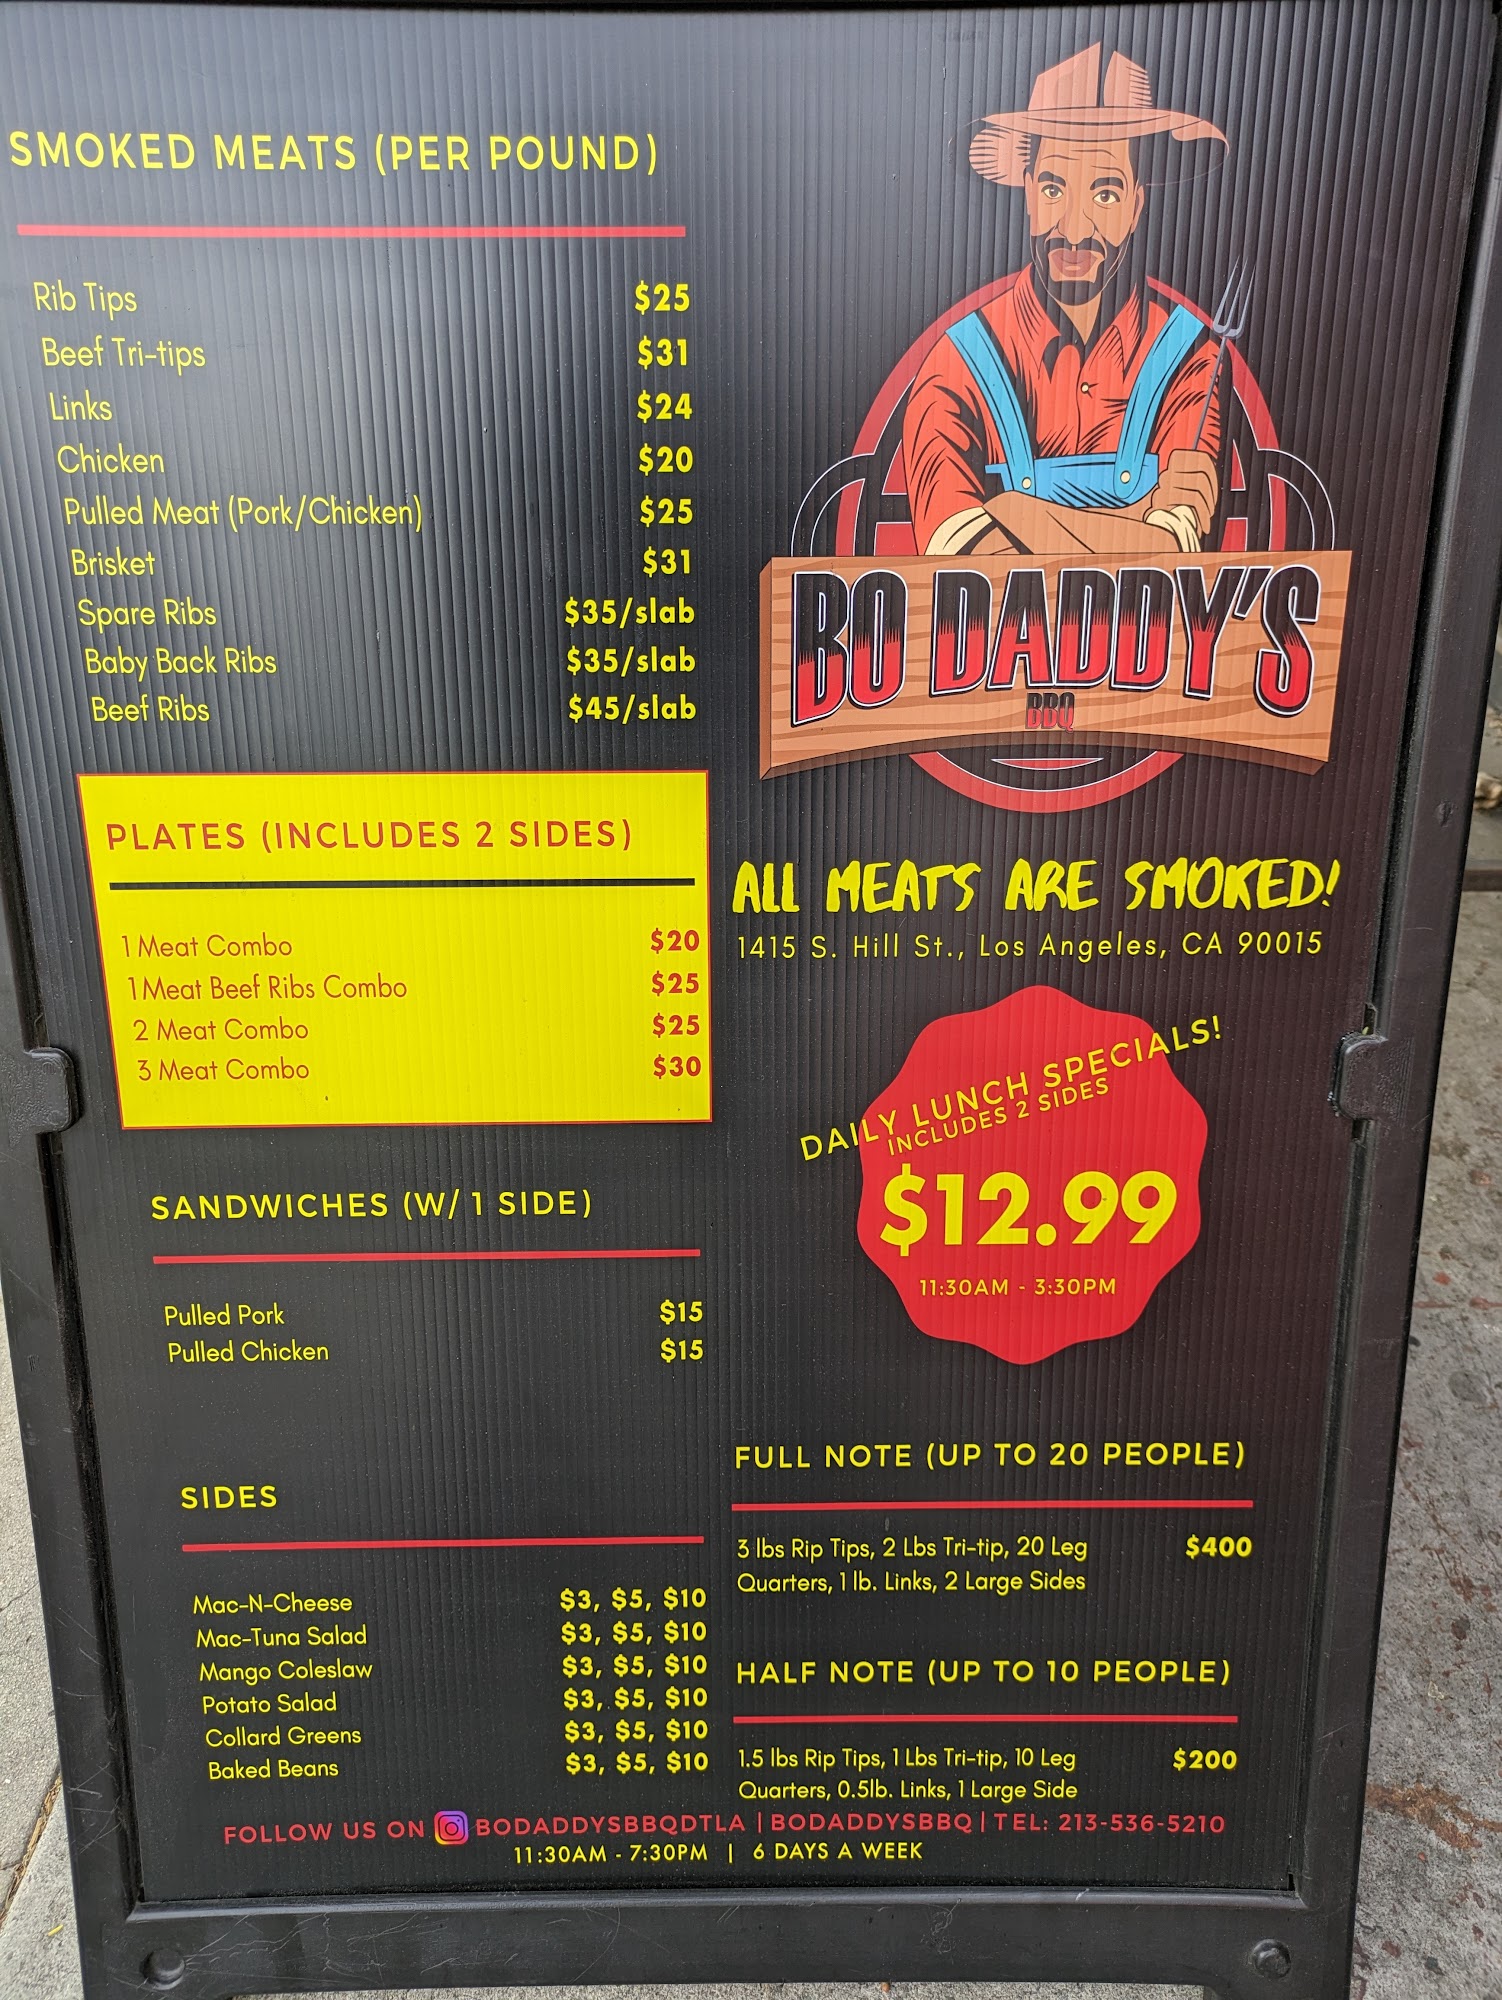 SMOKED MEATS (PER POUND)
Rib Tips $25
Beef Tri-tips $31
Links $24
Chicken $20
Pulled Meat (Pork/Chicken) $25
Brisket $31
Spare Ribs $35/slab
Baby Back Ribs $35/slab
Beef Ribs $45/slab
PLATES (INCLUDES 2 SIDES)
1 Meat Combo $20
1 Meat Beef Ribs Combo $25
2 Meat Combo $25
3 Meat Combo $30
SANDWICHES (W/ 1 SIDE)
Pulled Pork $15
Pulled Chicken $15
SIDES
Mac-N-Cheese $3, $5, $10
Mac-Tuna Salad $3, $5, $10
Mango Coleslaw $3, $5, $10
Potato Salad $3, $5, $10
Collard Greens $3, $5, $10
Baked Beans $3, $5, $10
BO DADDY'S
BBQ
ALL MEATS ARE SMOKED!
1415 S. Hill St., Los Angeles, CA 90015
DAILY LUNCH SPECIALS!
INCLUDES 2 SIDES
$12.99
11:30AM - 3:30PM
FULL NOTE (UP TO 20 PEOPLE)
3 lbs Rip Tips, 2 Lbs Tri-tip, 20 Leg $400
Quarters, 1 lb. Links, 2 Large Sides
HALF NOTE (UP TO 10 PEOPLE)
1.5 lbs Rip Tips, 1 Lbs Tri-tip, 10 Leg $200
Quarters, 0.5lb. Links, 1 Large Side
FOLLOW US ON BODADDYSBBQDTLA | BODADDYSBBQ | TEL: 213-536-5210
11:30AM - 7:30PM | 6 DAYS A WEEK